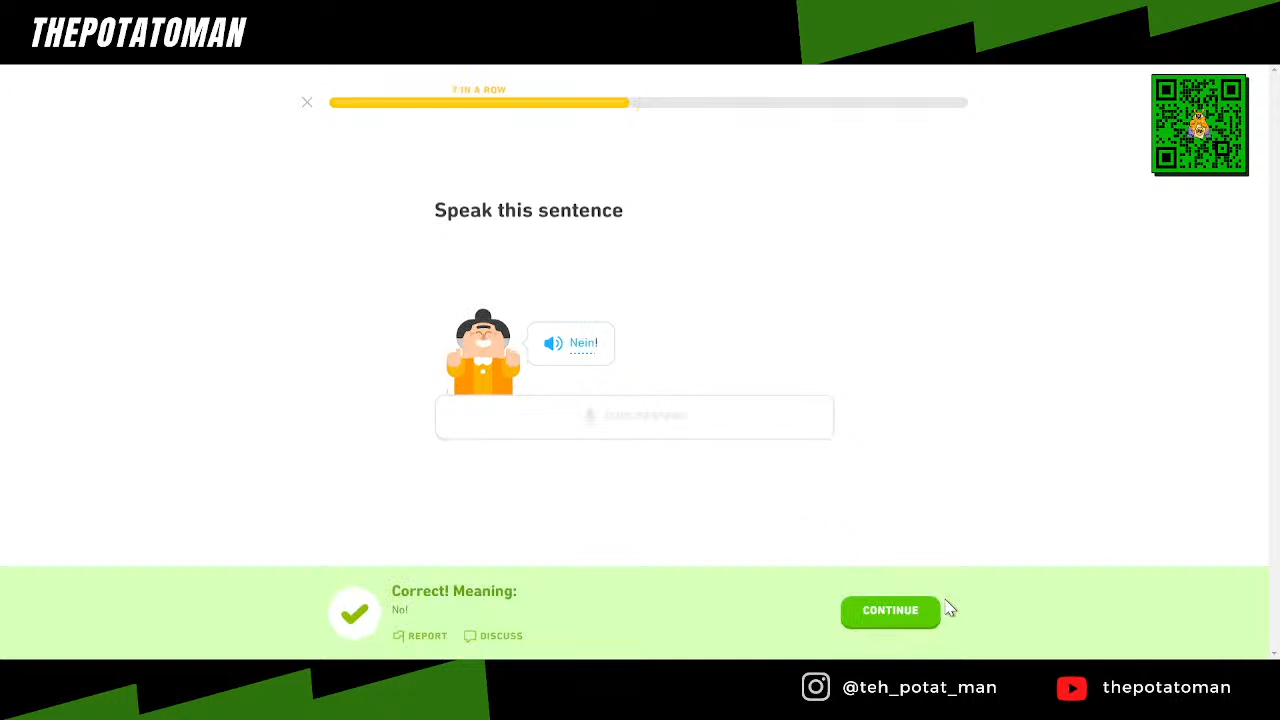 THEPOTATOMAN
7 IN A ROW
Speak this sentence
Nein!
Correct! Meaning:
No!
REPORT
DISCUSS
CONTINUE
@teh_potat_man
thepotatoman